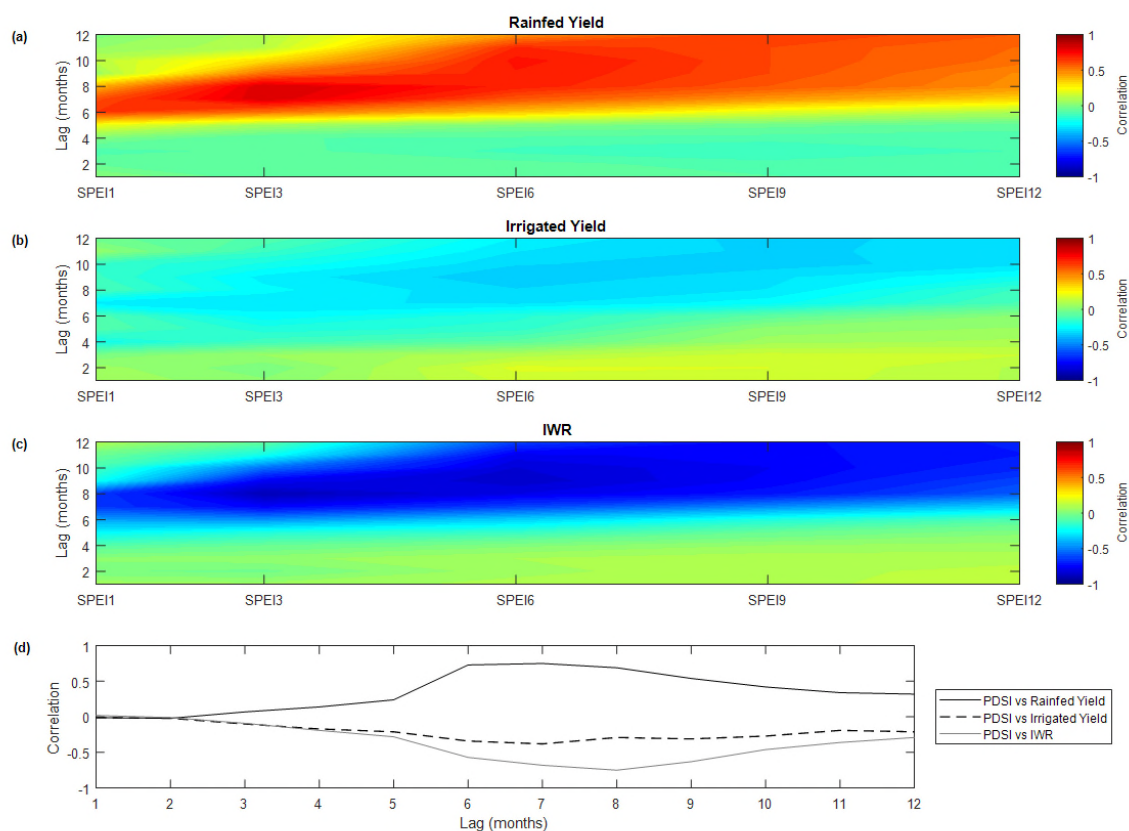 Rainfed Yield
(a)
12
10
8
6
4
2
Lag (months)
SPEI1 SPEI3 SPEI6 SPEI9 SPEI12
1
0.5
0
-0.5
-1
Correlation
Irrigated Yield
(b)
12
10
8
6
4
2
Lag (months)
SPEI1 SPEI3 SPEI6 SPEI9 SPEI12
1
0.5
0
-0.5
-1
Correlation
IWR
(c)
12
10
8
6
4
2
Lag (months)
SPEI1 SPEI3 SPEI6 SPEI9 SPEI12
1
0.5
0
-0.5
-1
Correlation
(d)
1
0.5
0
-0.5
-1
Correlation
1 2 3 4 5 6 7 8 9 10 11 12
Lag (months)
PDSI vs Rainfed Yield
PDSI vs Irrigated Yield
PDSI vs IWR